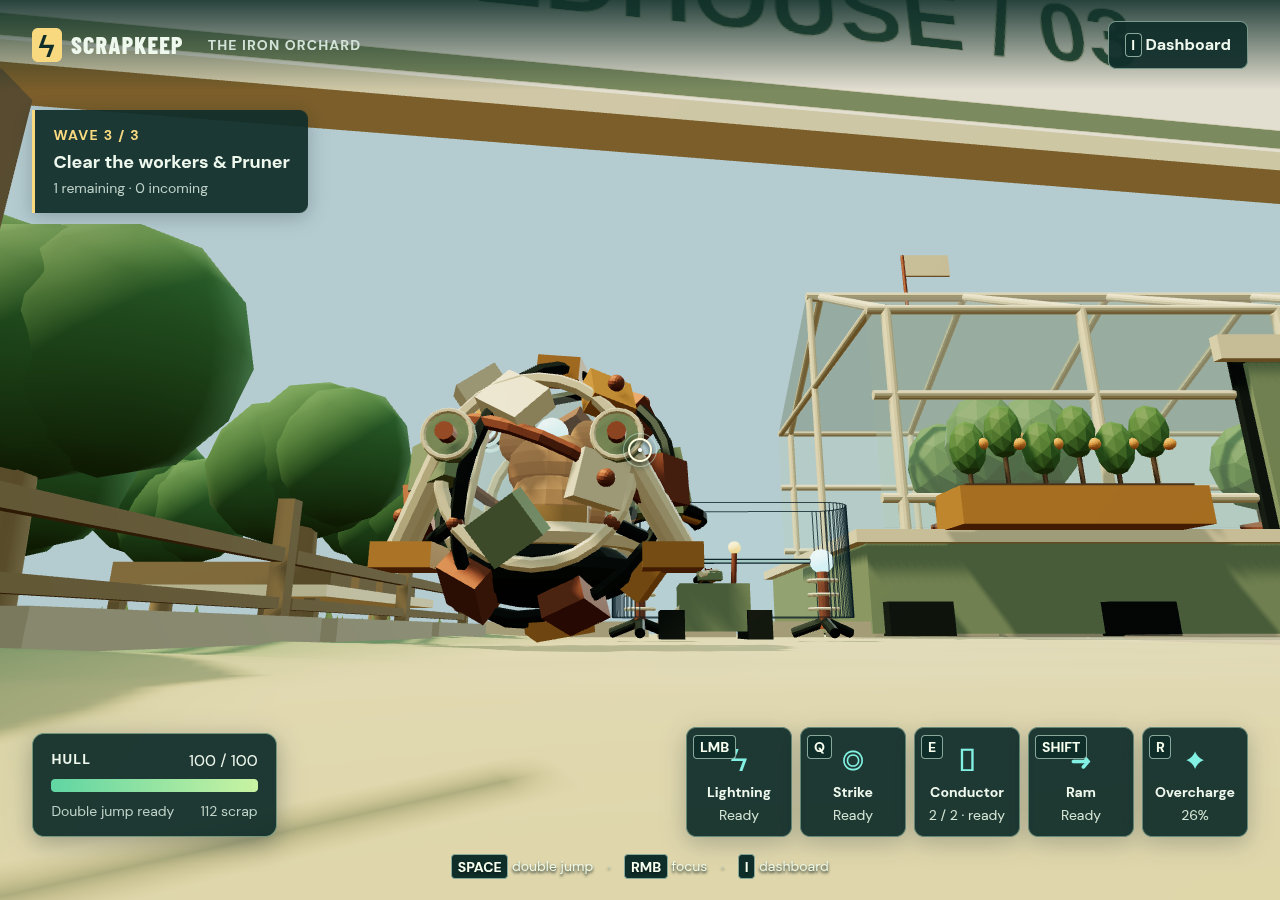 SCRAPKEEP THE IRON ORCHARD
I Dashboard
WAVE 3 / 3
Clear the workers & Pruner
1 remaining · 0 incoming
HULL 100 / 100
Double jump ready 112 scrap
LMB
Lightning
Ready
Q
Strike
Ready
E
Conductor
2 / 2 · ready
SHIFT
Ram
Ready
R
Overcharge
26%
SPACE double jump · RMB focus · I dashboard